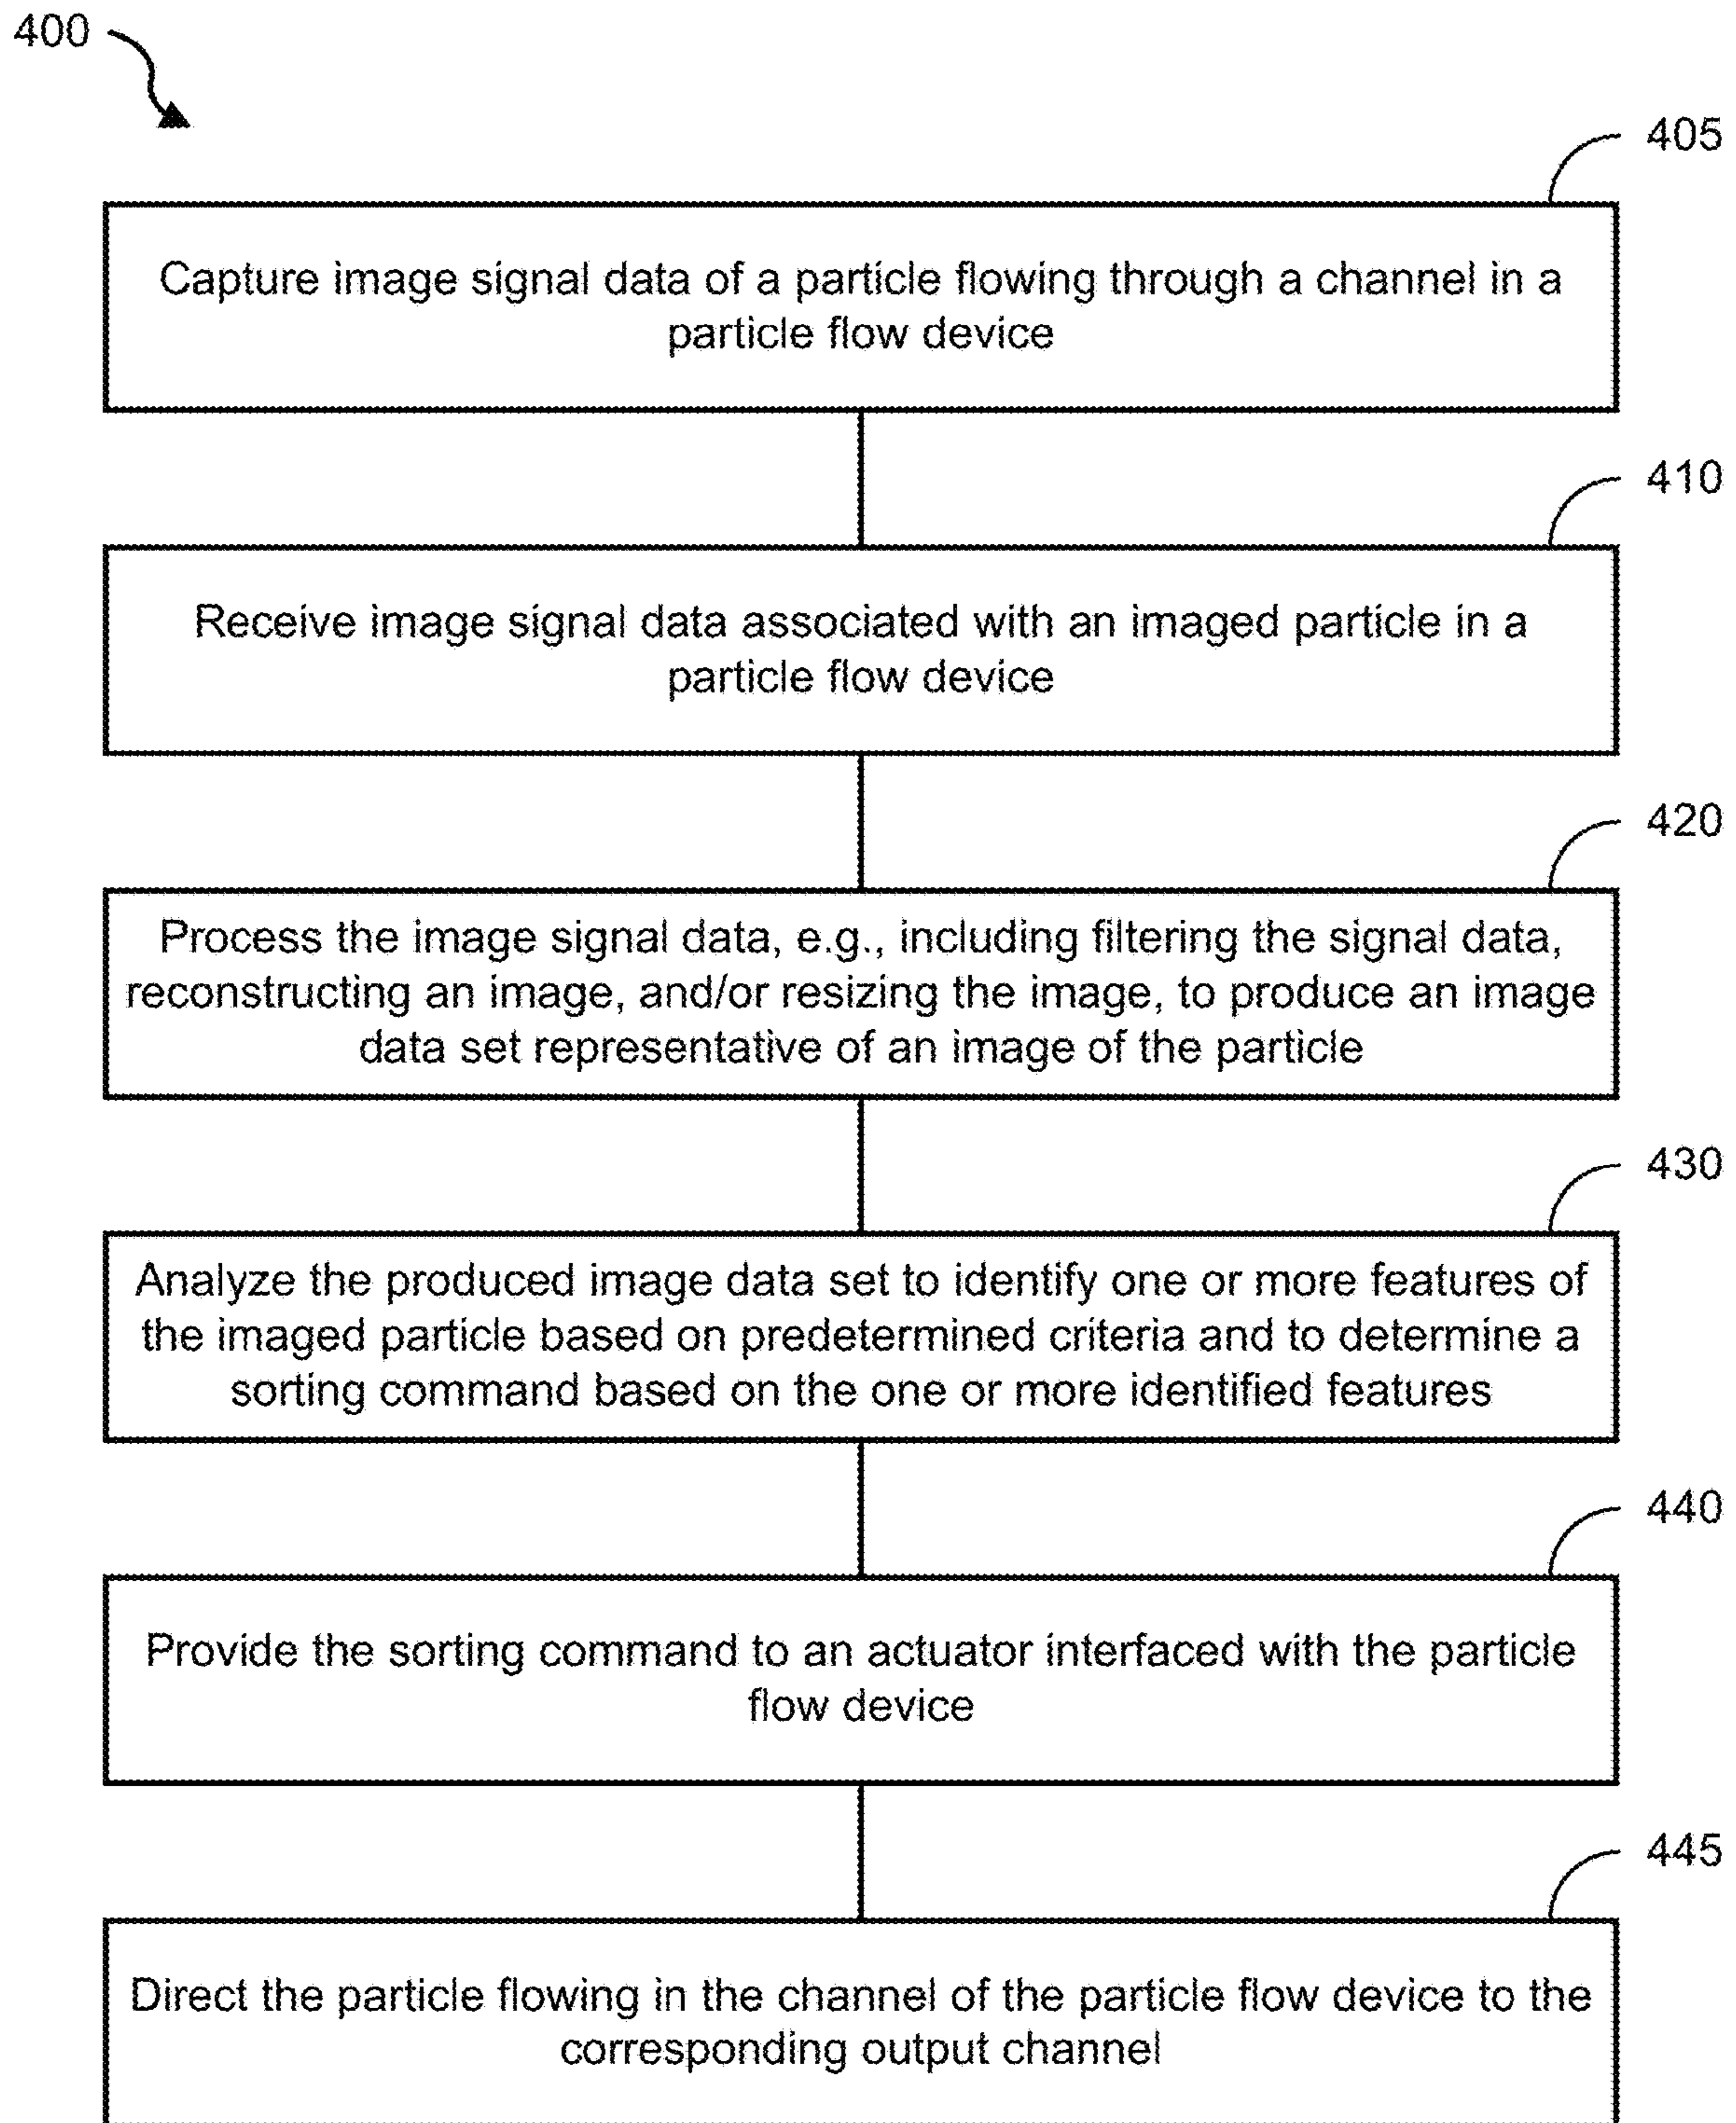 400
405
Capture image signal data of a particle flowing through a channel in a
particle flow device
410
Receive image signal data associated with an imaged particle in a
particle flow device
420
Process the image signal data, e.g., including filtering the signal data,
reconstructing an image, and/or resizing the image, to produce an image
data set representative of an image of the particle
430
Analyze the produced image data set to identify one or more features of
the imaged particle based on predetermined criteria and to determine a
sorting command based on the one or more identified features
440
Provide the sorting command to an actuator interfaced with the particle
flow device
445
Direct the particle flowing in the channel of the particle flow device to the
corresponding output channel